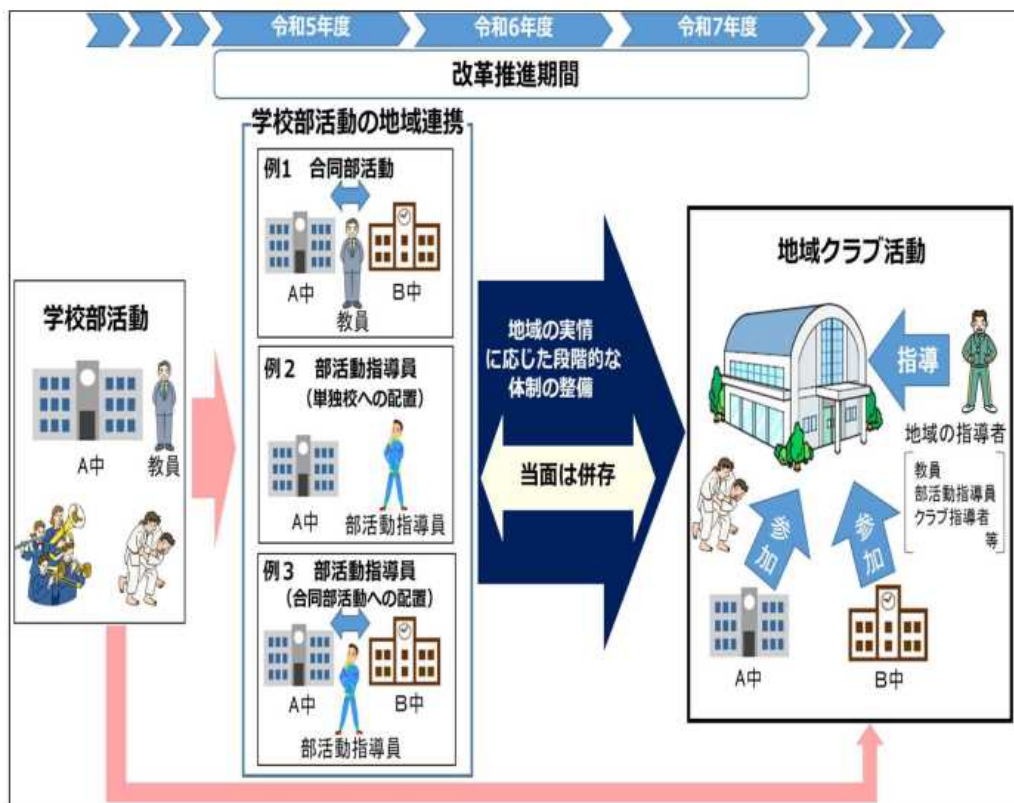 令和5年度
令和6年度
令和7年度
改革推進期間
学校部活動
A中
教員
学校部活動の地域連携
例1 合同部活動
A中
教員
B中
例2 部活動指導員
(単独校への配置)
A中
部活動指導員
例3 部活動指導員
(合同部活動への配置)
A中
B中
部活動指導員
地域の実情
に応じた段階的な
体制の整備
当面は併存
地域クラブ活動
指導
地域の指導者
教員
部活動指導員
クラブ指導者
等
参加
参加
A中
B中